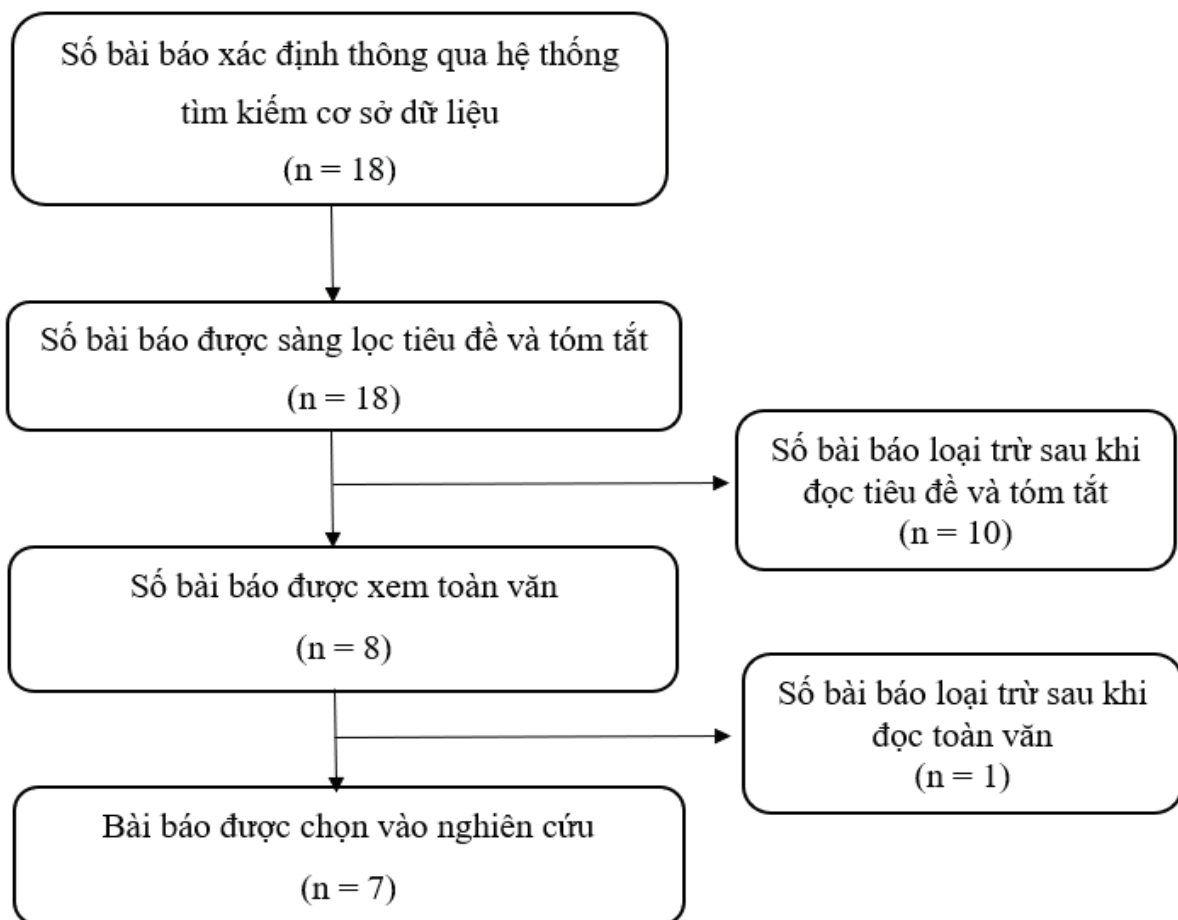 Số bài báo xác định thông qua hệ thống
tìm kiếm cơ sở dữ liệu
(n = 18)
Số bài báo được sàng lọc tiêu đề và tóm tắt
(n = 18)
Số bài báo loại trừ sau khi
đọc tiêu đề và tóm tắt
(n = 10)
Số bài báo được xem toàn văn
(n = 8)
Số bài báo loại trừ sau khi
đọc toàn văn
(n = 1)
Bài báo được chọn vào nghiên cứu
(n = 7)